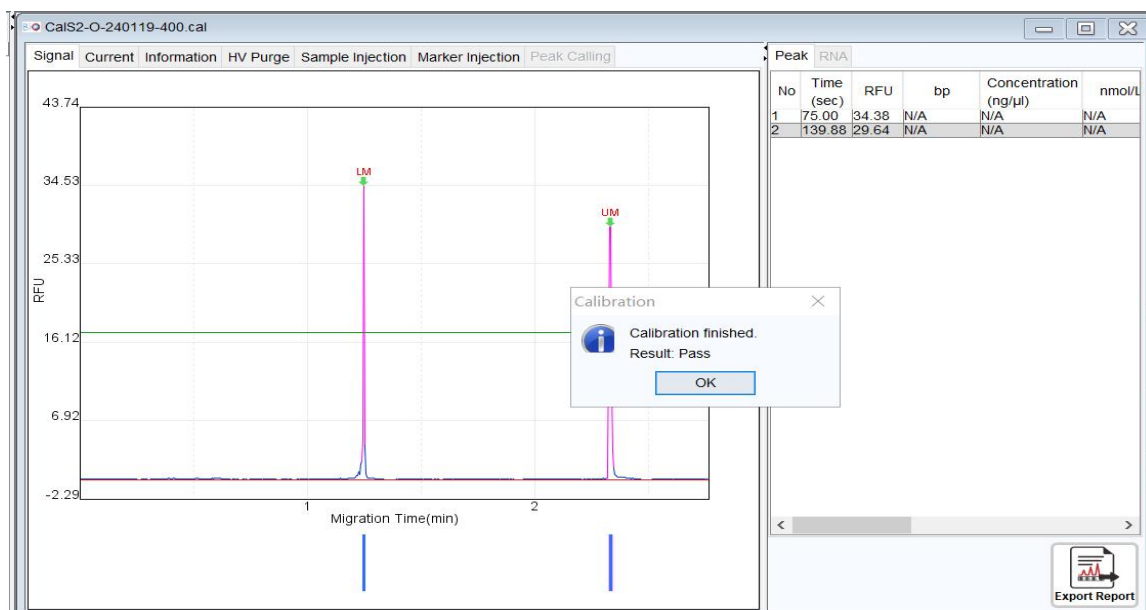 CalS2-O-240119-400.cal
Signal Current Information HV Purge Sample Injection Marker Injection Peak Calling
43.74
34.53
25.33
16.12
6.92
-2.29
RFU
LM
UM
1 2
Migration Time(min)
Calibration
Calibration finished.
Result: Pass
OK
Peak RNA
No Time (sec) RFU bp Concentration (ng/µl) nmol/L
1 75.00 34.38 N/A N/A N/A
2 139.88 29.64 N/A N/A N/A
Export Report